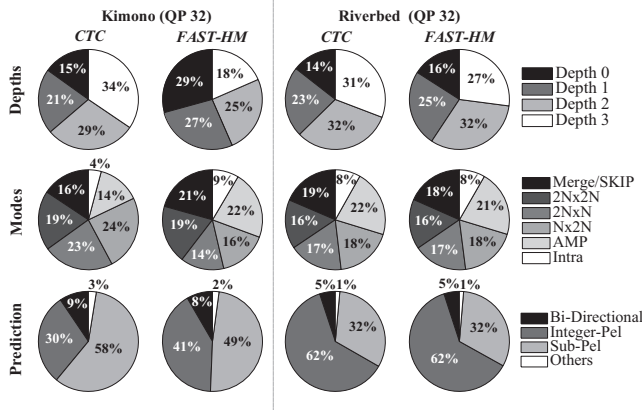 Kimono (QP 32)
Riverbed (QP 32)
CTC
FAST-HM
CTC
FAST-HM
Depths
15%
34%
21%
29%
29%
18%
27%
25%
14%
31%
23%
32%
16%
27%
25%
32%
Depth 0
Depth 1
Depth 2
Depth 3
Modes
4%
16%
14%
19%
24%
23%
9%
21%
22%
19%
16%
14%
8%
19%
22%
16%
18%
17%
8%
18%
21%
16%
18%
17%
Merge/SKIP
2Nx2N
2NxN
Nx2N
AMP
Intra
Prediction
3%
9%
30%
58%
2%
8%
41%
49%
5%
1%
32%
62%
5%
1%
32%
62%
Bi-Directional
Integer-Pel
Sub-Pel
Others